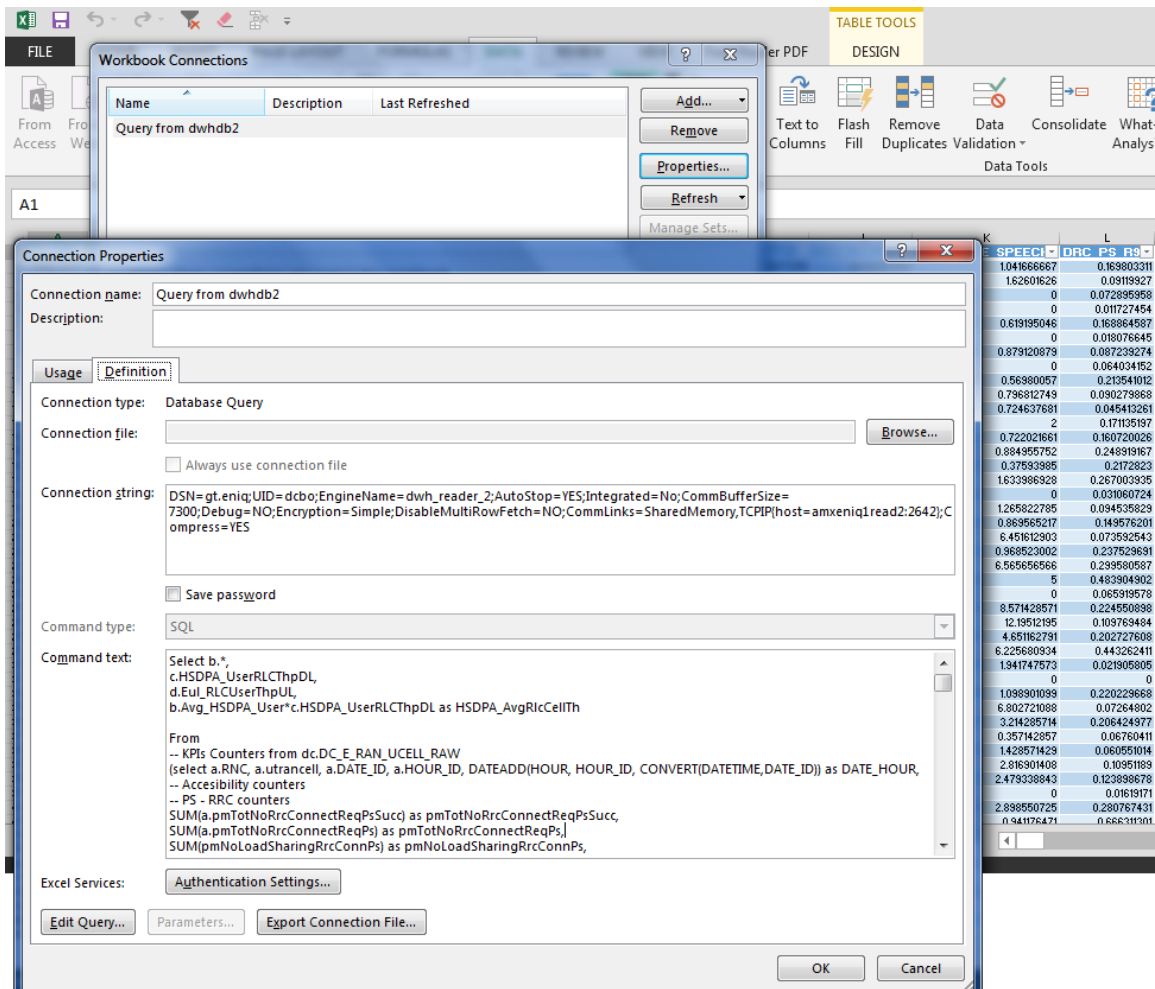 TABLE TOOLS
FILE
DATA
er PDF
DESIGN
Workbook Connections
Name Description Last Refreshed
Query from dwhdb2
Add...
Remove
Properties...
Refresh
Manage Sets...
From Access
Fro We
Text to Columns
Flash Fill
Remove Duplicates
Data Validation
Consolidate
What- Analys
Data Tools
A1
K L
E_SPEECH DRC_PS_R9
1.041666667 0.169803311
1.62601626 0.09119927
0 0.072895958
0 0.011727454
0.619195046 0.168864587
0 0.018076645
0.879120879 0.087239274
0 0.064034152
0.56980057 0.213541012
0.796812749 0.090279868
0.724637681 0.045413261
2 0.171135197
0.722021661 0.160720026
0.884955752 0.248919167
0.37593985 0.2172823
1.633986928 0.267003935
0 0.031060724
1.265822785 0.094535829
0.869565217 0.149576201
6.451612903 0.073592543
0.968523002 0.237529691
6.565656566 0.299580587
5 0.483904902
0 0.065919578
8.571428571 0.224550898
12.19512195 0.109769484
4.651162791 0.202727608
6.225680934 0.443262411
1.941747573 0.021905805
0 0
1.098901099 0.220229668
6.802721088 0.07264802
3.214285714 0.206424977
0.357142857 0.06760411
1.428571429 0.060551014
2.816901408 0.10951189
2.479338843 0.123898678
0 0.01619171
2.898550725 0.280767431
0.941176471 0.666311301
Connection Properties
Connection name: Query from dwhdb2
Description:
Usage Definition
Connection type: Database Query
Connection file:
Browse...
Always use connection file
Connection string: DSN=gt.eniq;UID=dcbo;EngineName=dwh_reader_2;AutoStop=YES;Integrated=No;CommBufferSize=
7300;Debug=NO;Encryption=Simple;DisableMultiRowFetch=NO;CommLinks=SharedMemory,TCPIP{host=amxeniq1read2:2642};C
ompress=YES
Save password
Command type: SQL
Command text: Select b.*,
c.HSDPA_UserRLCThpDL,
d.Eul_RLCUserThpUL,
b.Avg_HSDPA_User*c.HSDPA_UserRLCThpDL as HSDPA_AvgRlcCellTh
From
-- KPIs Counters from dc.DC_E_RAN_UCELL_RAW
(select a.RNC, a.utrancell, a.DATE_ID, a.HOUR_ID, DATEADD(HOUR, HOUR_ID, CONVERT(DATETIME,DATE_ID)) as DATE_HOUR,
-- Accesibility counters
-- PS - RRC counters
SUM(a.pmTotNoRrcConnectReqPsSucc) as pmTotNoRrcConnectReqPsSucc,
SUM(a.pmTotNoRrcConnectReqPs) as pmTotNoRrcConnectReqPs,
SUM(pmNoLoadSharingRrcConnPs) as pmNoLoadSharingRrcConnPs,
Excel Services: Authentication Settings...
Edit Query... Parameters... Export Connection File...
OK Cancel